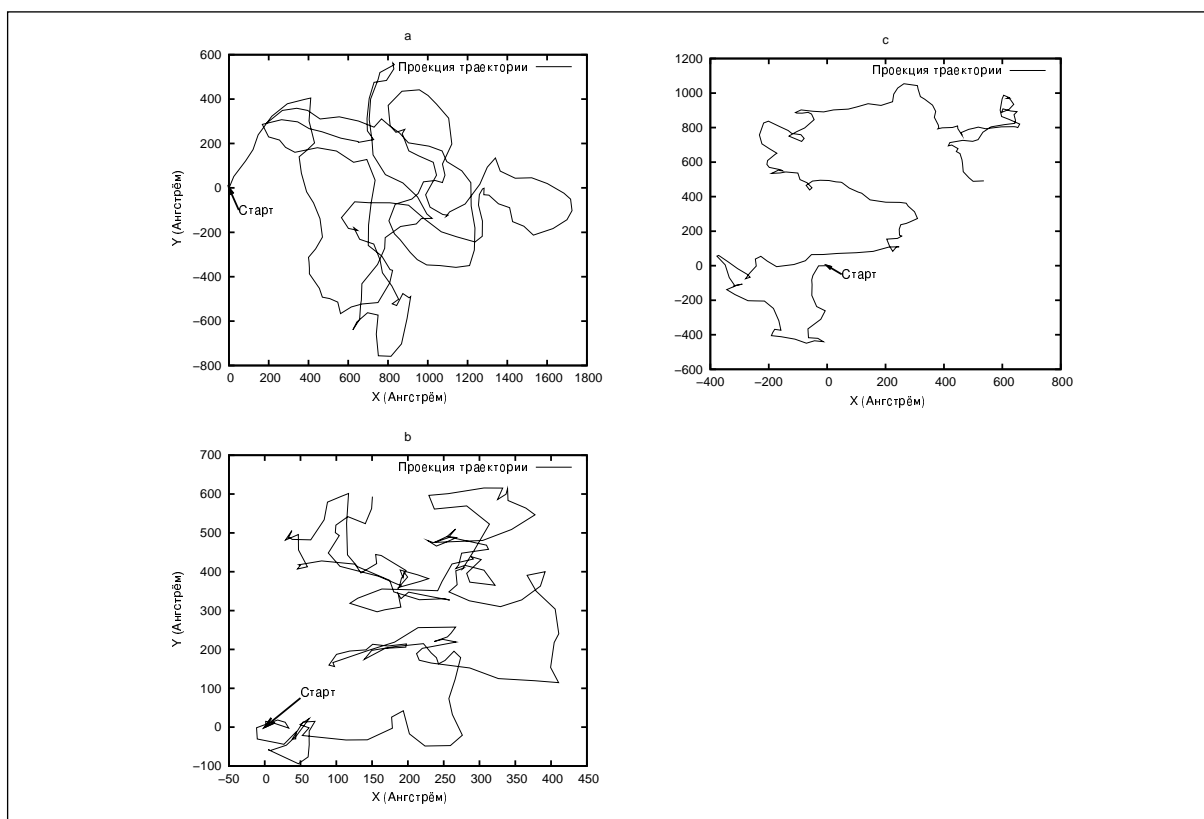 a
600
400
200
0
−200
−400
−600
−800
0 200 400 600 800 1000 1200 1400 1600 1800
Y (Ангстрём)
X (Ангстрём)
Проекция траектории
Старт
c
1200
1000
800
600
400
200
0
−200
−400
−600
−400 −200 0 200 400 600 800
X (Ангстрём)
Проекция траектории
Старт
b
700
600
500
400
300
200
100
0
−100
−50 0 50 100 150 200 250 300 350 400 450
Y (Ангстрём)
X (Ангстрём)
Проекция траектории
Старт